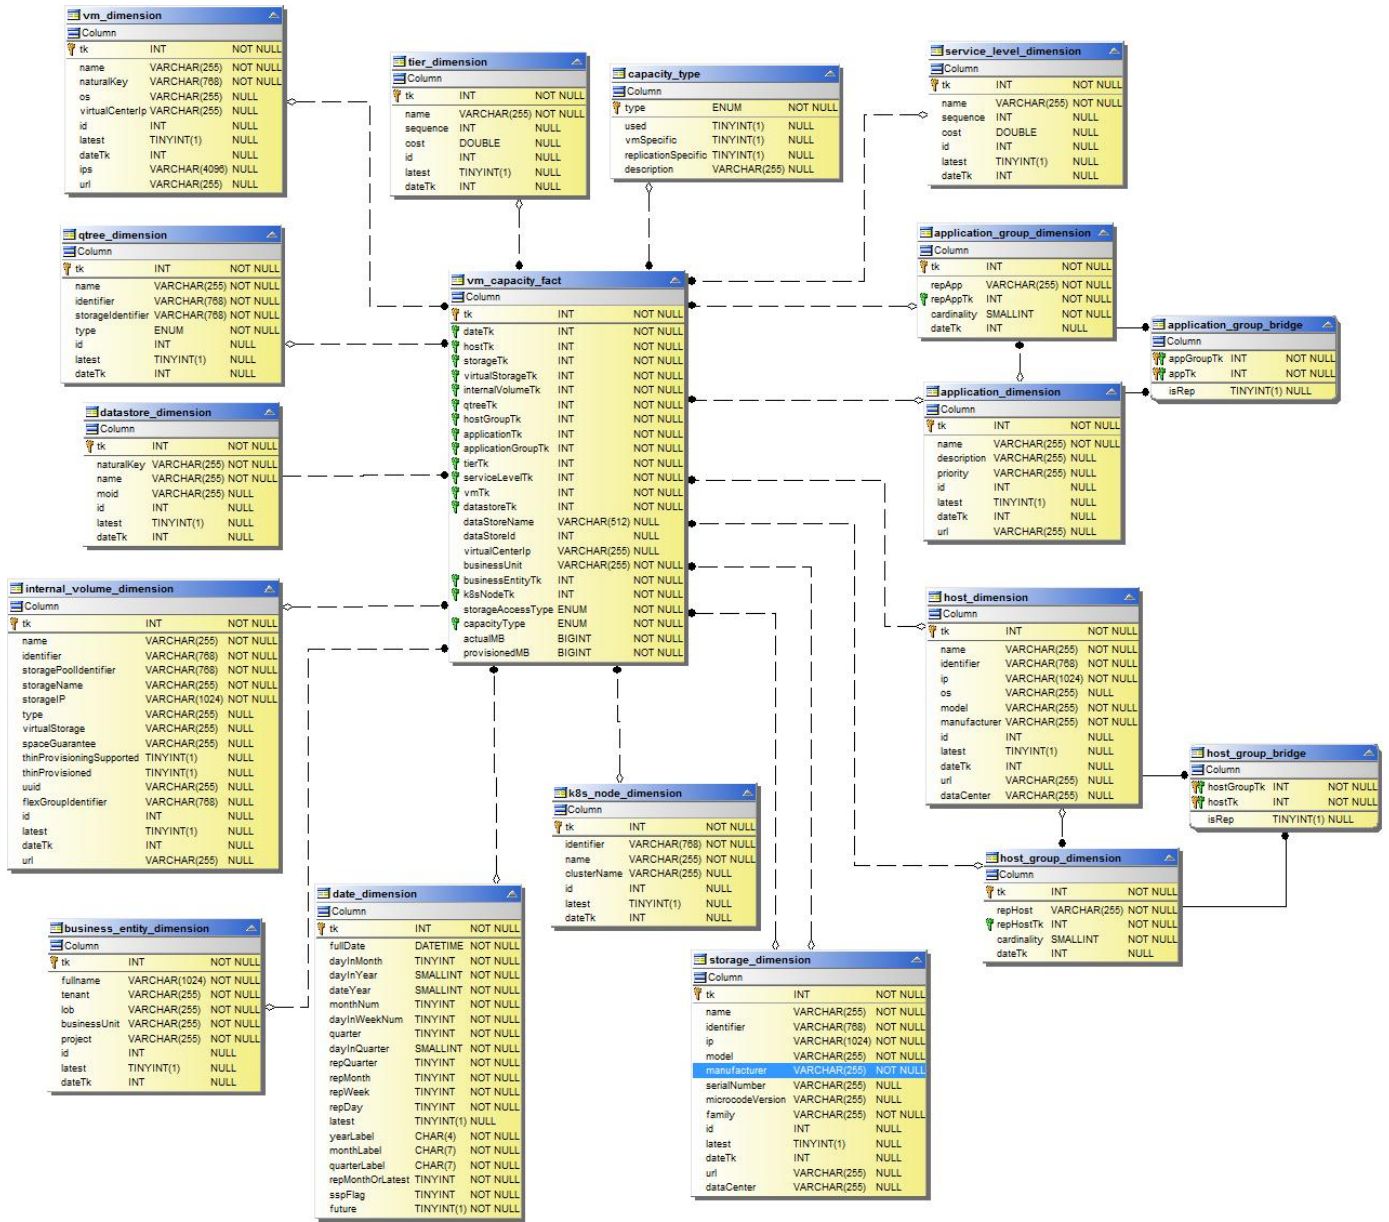 vm_dimension
Column
tk INT NOT NULL
name VARCHAR(255) NOT NULL
naturalKey VARCHAR(768) NOT NULL
os VARCHAR(255) NULL
virtualCenterIp VARCHAR(255) NULL
id INT NULL
latest TINYINT(1) NULL
dateTk INT NULL
ips VARCHAR(4096) NULL
url VARCHAR(255) NULL
tier_dimension
Column
tk INT NOT NULL
name VARCHAR(255) NOT NULL
sequence INT NULL
cost DOUBLE NULL
id INT NULL
latest TINYINT(1) NULL
dateTk INT NULL
capacity_type
Column
type ENUM NOT NULL
used TINYINT(1) NULL
vmSpecific TINYINT(1) NULL
replicationSpecific TINYINT(1) NULL
description VARCHAR(255) NULL
service_level_dimension
Column
tk INT NOT NULL
name VARCHAR(255) NOT NULL
sequence INT NULL
cost DOUBLE NULL
id INT NULL
latest TINYINT(1) NULL
dateTk INT NULL
qtree_dimension
Column
tk INT NOT NULL
name VARCHAR(255) NOT NULL
identifier VARCHAR(768) NOT NULL
storageIdentifier VARCHAR(768) NOT NULL
type ENUM NOT NULL
id INT NULL
latest TINYINT(1) NULL
dateTk INT NULL
vm_capacity_fact
Column
tk INT NOT NULL
dateTk INT NOT NULL
hostTk INT NOT NULL
storageTk INT NOT NULL
virtualStorageTk INT NOT NULL
internalVolumeTk INT NOT NULL
qtreeTk INT NOT NULL
hostGroupTk INT NOT NULL
applicationTk INT NOT NULL
applicationGroupTk INT NOT NULL
tierTk INT NOT NULL
serviceLevelTk INT NOT NULL
vmTk INT NOT NULL
datastoreTk INT NOT NULL
dataStoreName VARCHAR(512) NULL
dataStoreId INT NULL
virtualCenterIp VARCHAR(255) NULL
businessUnit VARCHAR(255) NOT NULL
businessEntityTk INT NOT NULL
k8sNodeTk INT NOT NULL
storageAccessType ENUM NOT NULL
capacityType ENUM NOT NULL
actualMB BIGINT NOT NULL
provisionedMB BIGINT NOT NULL
application_group_dimension
Column
tk INT NOT NULL
repApp VARCHAR(255) NOT NULL
repAppTk INT NOT NULL
cardinality SMALLINT NOT NULL
dateTk INT NULL
application_group_bridge
Column
appGroupTk INT NOT NULL
appTk INT NOT NULL
isRep TINYINT(1) NULL
application_dimension
Column
tk INT NOT NULL
name VARCHAR(255) NOT NULL
description VARCHAR(255) NULL
priority VARCHAR(255) NULL
id INT NULL
latest TINYINT(1) NULL
dateTk INT NULL
url VARCHAR(255) NULL
datastore_dimension
Column
tk INT NOT NULL
naturalKey VARCHAR(255) NOT NULL
name VARCHAR(255) NOT NULL
moid VARCHAR(255) NULL
id INT NULL
latest TINYINT(1) NULL
dateTk INT NULL
internal_volume_dimension
Column
tk INT NOT NULL
name VARCHAR(255) NOT NULL
identifier VARCHAR(768) NOT NULL
storagePoolIdentifier VARCHAR(768) NOT NULL
storageName VARCHAR(255) NOT NULL
storageIP VARCHAR(1024) NOT NULL
type VARCHAR(255) NULL
virtualStorage VARCHAR(255) NULL
spaceGuarantee VARCHAR(255) NULL
thinProvisioningSupported TINYINT(1) NULL
thinProvisioned TINYINT(1) NULL
uuid VARCHAR(255) NULL
flexGroupIdentifier VARCHAR(768) NULL
id INT NULL
latest TINYINT(1) NULL
dateTk INT NULL
url VARCHAR(255) NULL
host_dimension
Column
tk INT NOT NULL
name VARCHAR(255) NOT NULL
identifier VARCHAR(768) NOT NULL
ip VARCHAR(1024) NOT NULL
os VARCHAR(255) NULL
model VARCHAR(255) NOT NULL
manufacturer VARCHAR(255) NOT NULL
id INT NULL
latest TINYINT(1) NULL
dateTk INT NULL
url VARCHAR(255) NULL
dataCenter VARCHAR(255) NULL
host_group_bridge
Column
hostGroupTk INT NOT NULL
hostTk INT NOT NULL
isRep TINYINT(1) NULL
host_group_dimension
Column
tk INT NOT NULL
repHost VARCHAR(255) NOT NULL
repHostTk INT NOT NULL
cardinality SMALLINT NOT NULL
dateTk INT NULL
k8s_node_dimension
Column
tk INT NOT NULL
identifier VARCHAR(768) NOT NULL
name VARCHAR(255) NOT NULL
clusterName VARCHAR(255) NULL
id INT NULL
latest TINYINT(1) NULL
dateTk INT NULL
date_dimension
Column
tk INT NOT NULL
fullDate DATETIME NOT NULL
dayInMonth TINYINT NOT NULL
dayInYear SMALLINT NOT NULL
dateYear SMALLINT NOT NULL
monthNum TINYINT NOT NULL
dayInWeekNum TINYINT NOT NULL
quarter TINYINT NOT NULL
dayInQuarter SMALLINT NOT NULL
repQuarter TINYINT NOT NULL
repMonth TINYINT NOT NULL
repWeek TINYINT NOT NULL
repDay TINYINT NOT NULL
latest TINYINT(1) NULL
yearLabel CHAR(4) NOT NULL
monthLabel CHAR(7) NOT NULL
quarterLabel CHAR(7) NOT NULL
repMonthOrLatest TINYINT NOT NULL
sspFlag TINYINT NOT NULL
future TINYINT(1) NOT NULL
business_entity_dimension
Column
tk INT NOT NULL
fullname VARCHAR(1024) NOT NULL
tenant VARCHAR(255) NOT NULL
lob VARCHAR(255) NOT NULL
businessUnit VARCHAR(255) NOT NULL
project VARCHAR(255) NOT NULL
id INT NULL
latest TINYINT(1) NULL
dateTk INT NULL
storage_dimension
Column
tk INT NOT NULL
name VARCHAR(255) NOT NULL
identifier VARCHAR(768) NOT NULL
ip VARCHAR(1024) NOT NULL
model VARCHAR(255) NOT NULL
manufacturer VARCHAR(255) NOT NULL
serialNumber VARCHAR(255) NULL
microcodeVersion VARCHAR(255) NULL
family VARCHAR(255) NOT NULL
id INT NULL
latest TINYINT(1) NULL
dateTk INT NULL
url VARCHAR(255) NULL
dataCenter VARCHAR(255) NULL